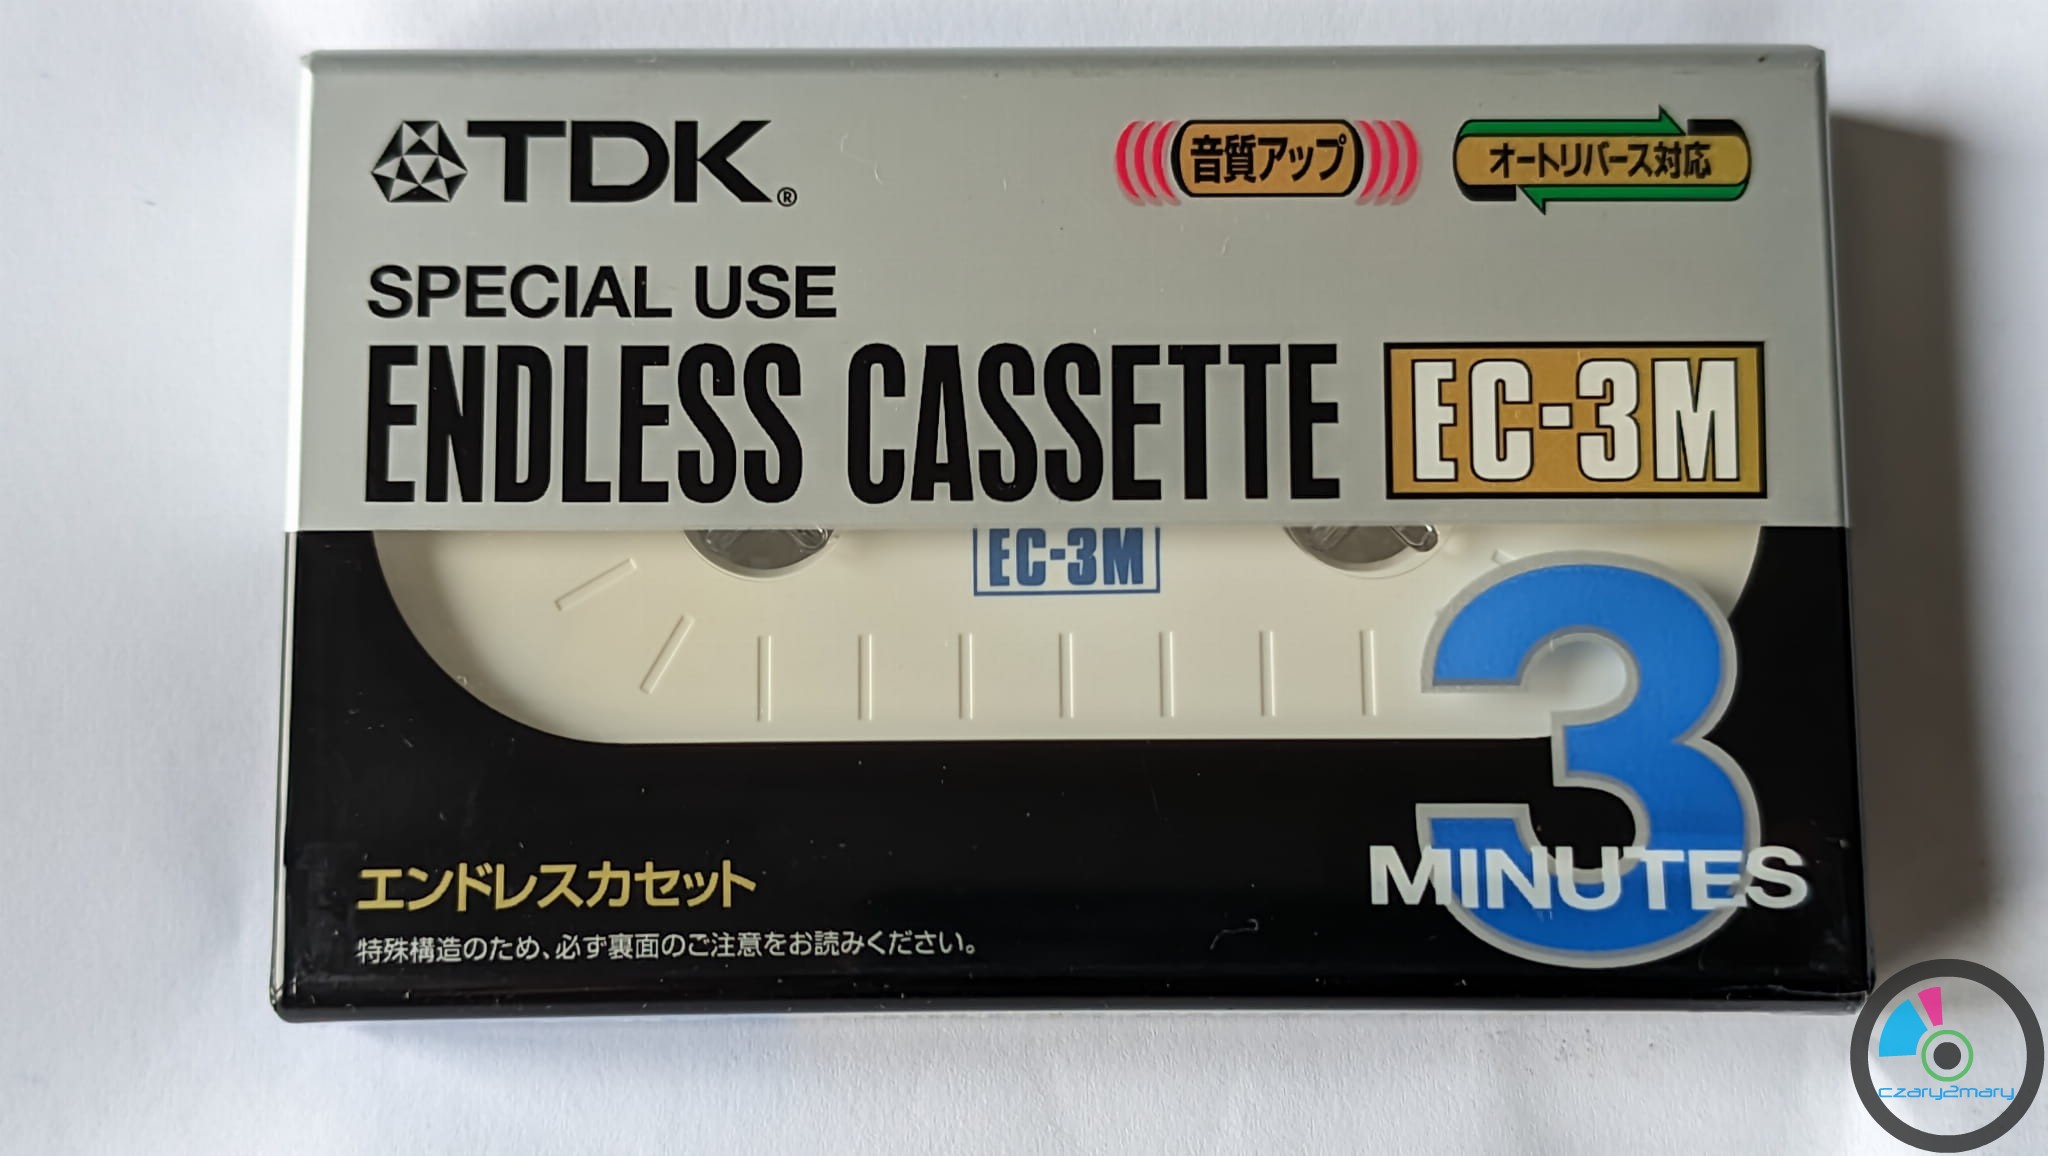 TDK®
音質アップ
オートリバース対応
SPECIAL USE
ENDLESS CASSETTE EC-3M
EC-3M
3
MINUTES
エンドレスカセット
特殊構造のため、必ず裏面のご注意をお読みください。
czary2mary